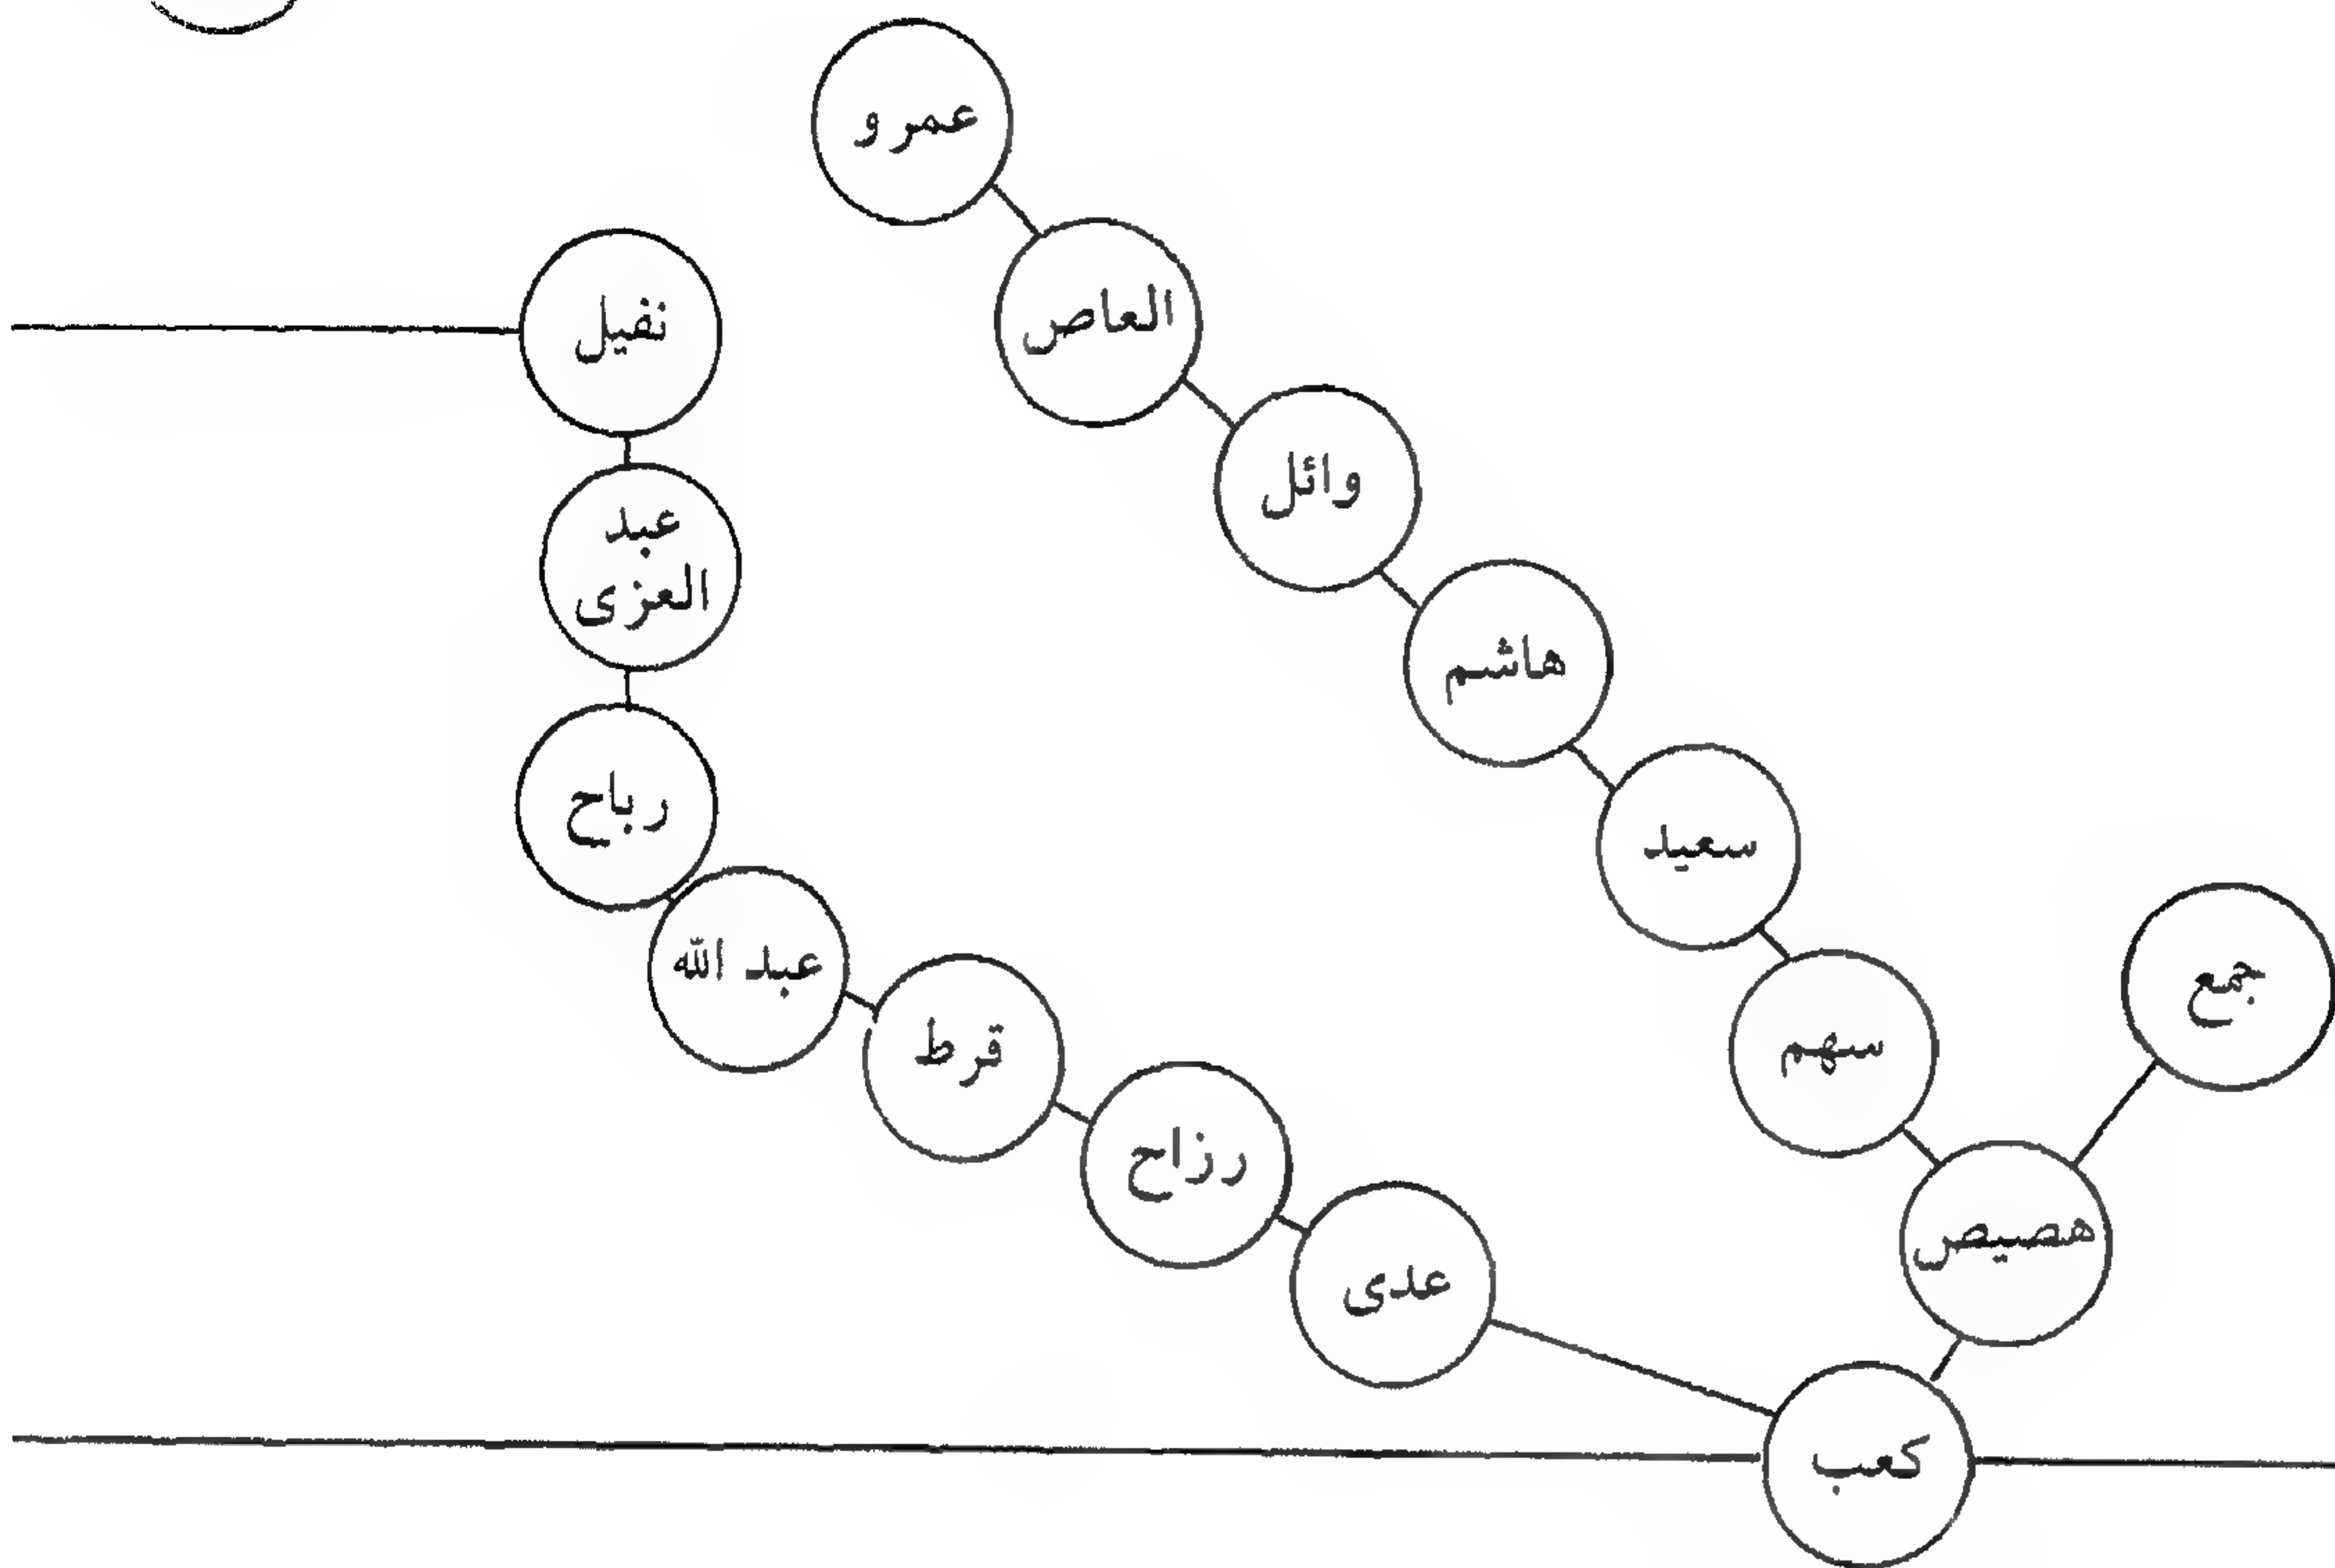 عمرو
العاص
نفيل
وائل
عبد
العزى
هاشم
رباح
سعيد
عبد الله
جمع
سهم
قرط
رزاح
هصيص
عدى
كعب